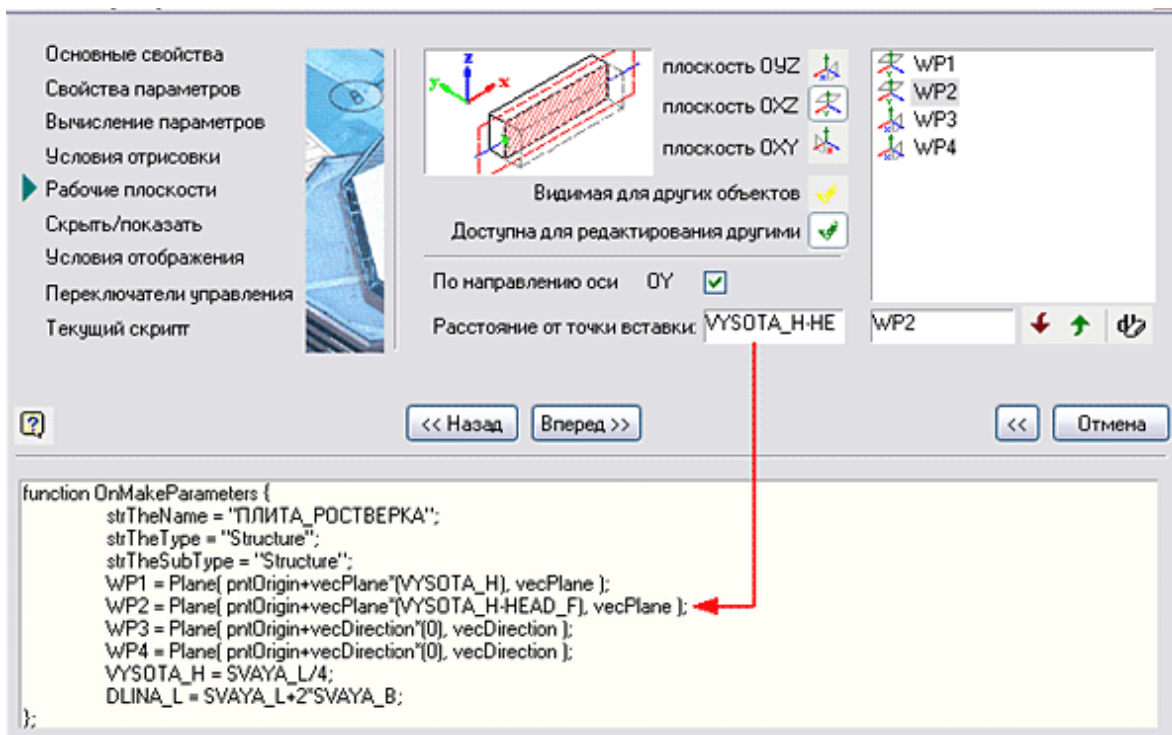 Основные свойства
Свойства параметров
Вычисление параметров
Условия отрисовки
Рабочие плоскости
Скрыть/показать
Условия отображения
Переключатели управления
Текущий скрипт
z
y
x
плоскость OYZ
плоскость OXZ
плоскость OXY
Видимая для других объектов
Доступна для редактирования другими
По направлению оси OY
Расстояние от точки вставки: VYSOTA_H-HE
WP1
WP2
WP3
WP4
WP2
<< Назад
Вперед >>
<<
Отмена
function OnMakeParameters {
strTheName = "ПЛИТА_РОСТВЕРКА";
strTheType = "Structure";
strTheSubType = "Structure";
WP1 = Plane( pntOrigin+vecPlane*(VYSOTA_H), vecPlane );
WP2 = Plane( pntOrigin+vecPlane*(VYSOTA_H-HEAD_F), vecPlane );
WP3 = Plane( pntOrigin+vecDirection*(0), vecDirection );
WP4 = Plane( pntOrigin+vecDirection*(0), vecDirection );
VYSOTA_H = SVAYA_L/4;
DLINA_L = SVAYA_L+2*SVAYA_B;
};